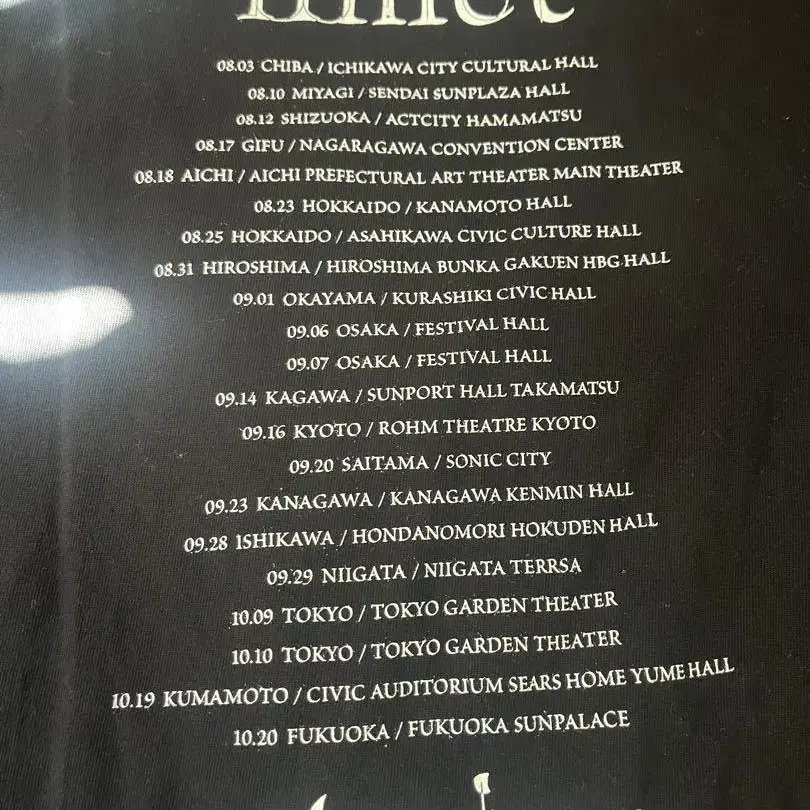 08.03 CHIBA / ICHIKAWA CITY CULTURAL HALL
08.10 MIYAGI / SENDAI SUNPLAZA HALL
08.12 SHIZUOKA / ACTCITY HAMAMATSU
08.17 GIFU / NAGARAGAWA CONVENTION CENTER
08.18 AICHI / AICHI PREFECTURAL ART THEATER MAIN THEATER
08.23 HOKKAIDO / KANAMOTO HALL
08.25 HOKKAIDO / ASAHIKAWA CIVIC CULTURE HALL
08.31 HIROSHIMA / HIROSHIMA BUNKA GAKUEN HBG HALL
09.01 OKAYAMA / KURASHIKI CIVIC HALL
09.06 OSAKA / FESTIVAL HALL
09.07 OSAKA / FESTIVAL HALL
09.14 KAGAWA / SUNPORT HALL TAKAMATSU
09.16 KYOTO / ROHM THEATRE KYOTO
09.20 SAITAMA / SONIC CITY
09.23 KANAGAWA / KANAGAWA KENMIN HALL
09.28 ISHIKAWA / HONDANOMORI HOKUDEN HALL
09.29 NIIGATA / NIIGATA TERRSA
10.09 TOKYO / TOKYO GARDEN THEATER
10.10 TOKYO / TOKYO GARDEN THEATER
10.19 KUMAMOTO / CIVIC AUDITORIUM SEARS HOME YUME HALL
10.20 FUKUOKA / FUKUOKA SUNPALACE